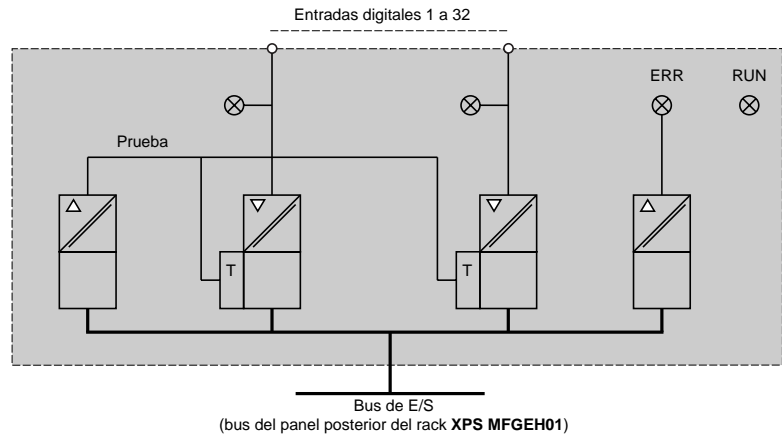 Entradas digitales 1 a 32
ERR RUN
Prueba
T T
Bus de E/S
(bus del panel posterior del rack XPS MFGEH01)